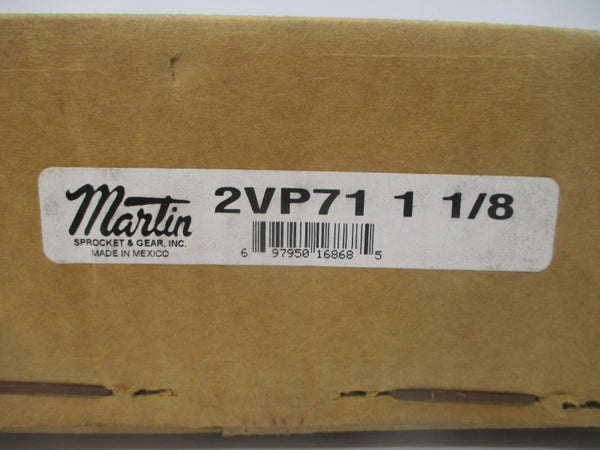 Martin
SPROCKET & GEAR, INC.
MADE IN MEXICO
2VP71 1 1/8
6 97950 16868 5